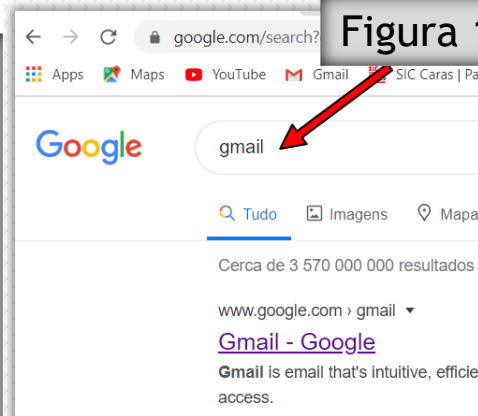 Figura
google.com/search?
Apps Maps YouTube Gmail SIC Caras | Pa
Google
gmail
Tudo Imagens Mapa
Cerca de 3 570 000 000 resultados
www.google.com › gmail
Gmail - Google
Gmail is email that's intuitive, efficie
access.